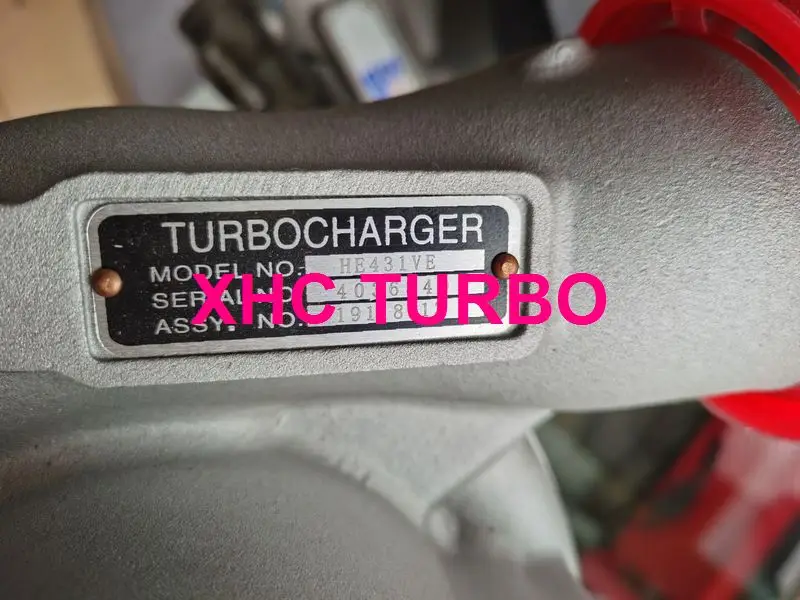 TURBOCHARGER
MODEL NO. HE431VE
SERIAL NO.
ASSY. NO.
XHC TURBO